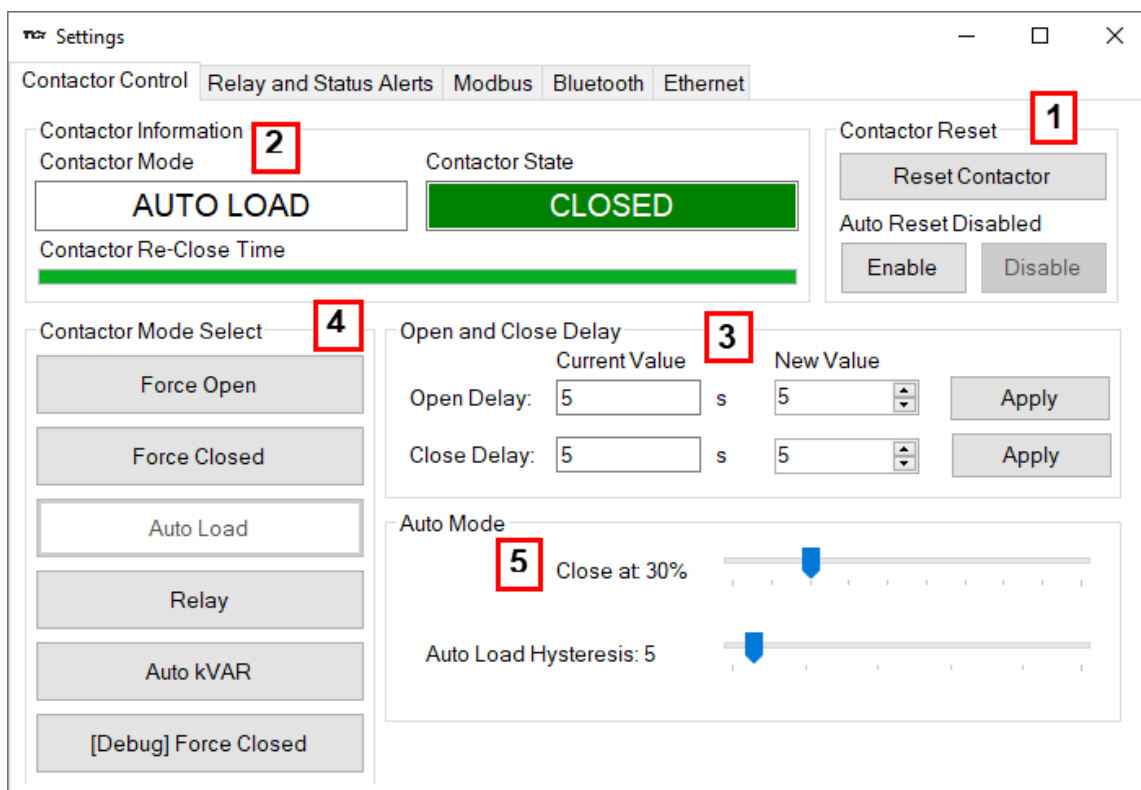 TCI Settings
Contactor Control Relay and Status Alerts Modbus Bluetooth Ethernet
Contactor Information
2
Contactor Mode
Contactor State
AUTO LOAD
CLOSED
Contactor Re-Close Time
Contactor Reset
1
Reset Contactor
Auto Reset Disabled
Enable Disable
Contactor Mode Select
4
Force Open
Force Closed
Auto Load
Relay
Auto kVAR
[Debug] Force Closed
Open and Close Delay
3
Current Value New Value
Open Delay: 5 s 5 Apply
Close Delay: 5 s 5 Apply
Auto Mode
5
Close at: 30%
Auto Load Hysteresis: 5